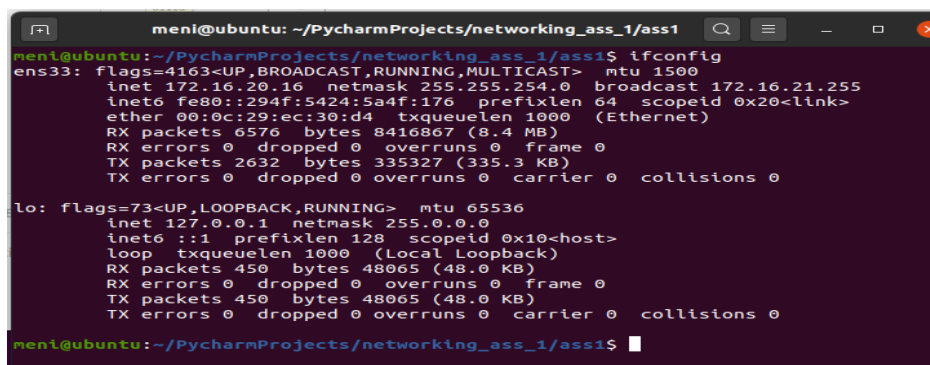 meni@ubuntu: ~/PycharmProjects/networking_ass_1/ass1
meni@ubuntu:~/PycharmProjects/networking_ass_1/ass1$ ifconfig
ens33: flags=4163<UP,BROADCAST,RUNNING,MULTICAST>  mtu 1500
        inet 172.16.20.16  netmask 255.255.254.0  broadcast 172.16.21.255
        inet6 fe80::294f:5424:5a4f:176  prefixlen 64  scopeid 0x20<link>
        ether 00:0c:29:ec:30:d4  txqueuelen 1000  (Ethernet)
        RX packets 6576  bytes 8416867 (8.4 MB)
        RX errors 0  dropped 0  overruns 0  frame 0
        TX packets 2632  bytes 335327 (335.3 KB)
        TX errors 0  dropped 0 overruns 0  carrier 0  collisions 0
lo: flags=73<UP,LOOPBACK,RUNNING>  mtu 65536
        inet 127.0.0.1  netmask 255.0.0.0
        inet6 ::1  prefixlen 128  scopeid 0x10<host>
        loop  txqueuelen 1000  (Local Loopback)
        RX packets 450  bytes 48065 (48.0 KB)
        RX errors 0  dropped 0  overruns 0  frame 0
        TX packets 450  bytes 48065 (48.0 KB)
        TX errors 0  dropped 0 overruns 0  carrier 0  collisions 0
meni@ubuntu:~/PycharmProjects/networking_ass_1/ass1$